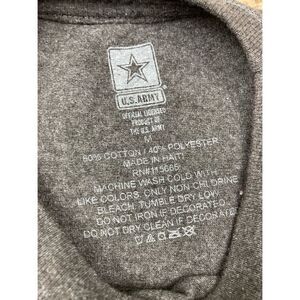 U.S. ARMY
OFFICIAL LICENSED
PRODUCT OF
THE U.S. ARMY
M
60% COTTON / 40% POLYESTER
MADE IN HAITI
MACHINE WASH COLD WITH
LIKE COLORS, ONLY NON CHLORINE
BLEACH, TUMBLE DRY LOW
DO NOT IRON IF DECORATED
DO NOT DRY CLEAN IF DECORATED